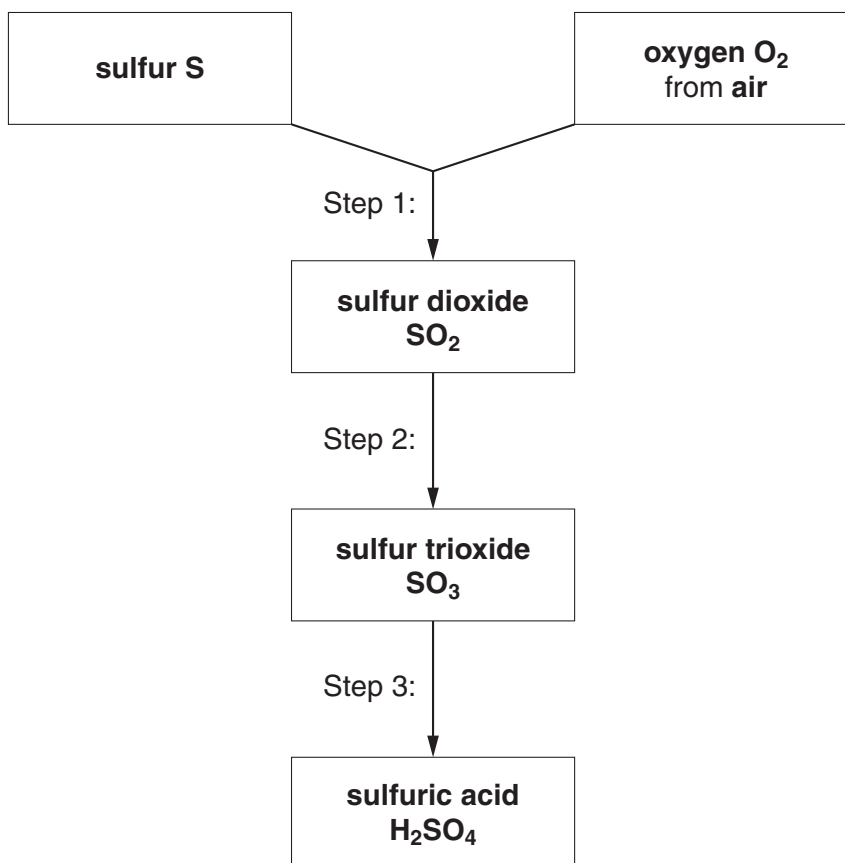 sulfur S
oxygen O₂
from air
Step 1:
sulfur dioxide
SO₂
Step 2:
sulfur trioxide
SO₃
Step 3:
sulfuric acid
H₂SO₄